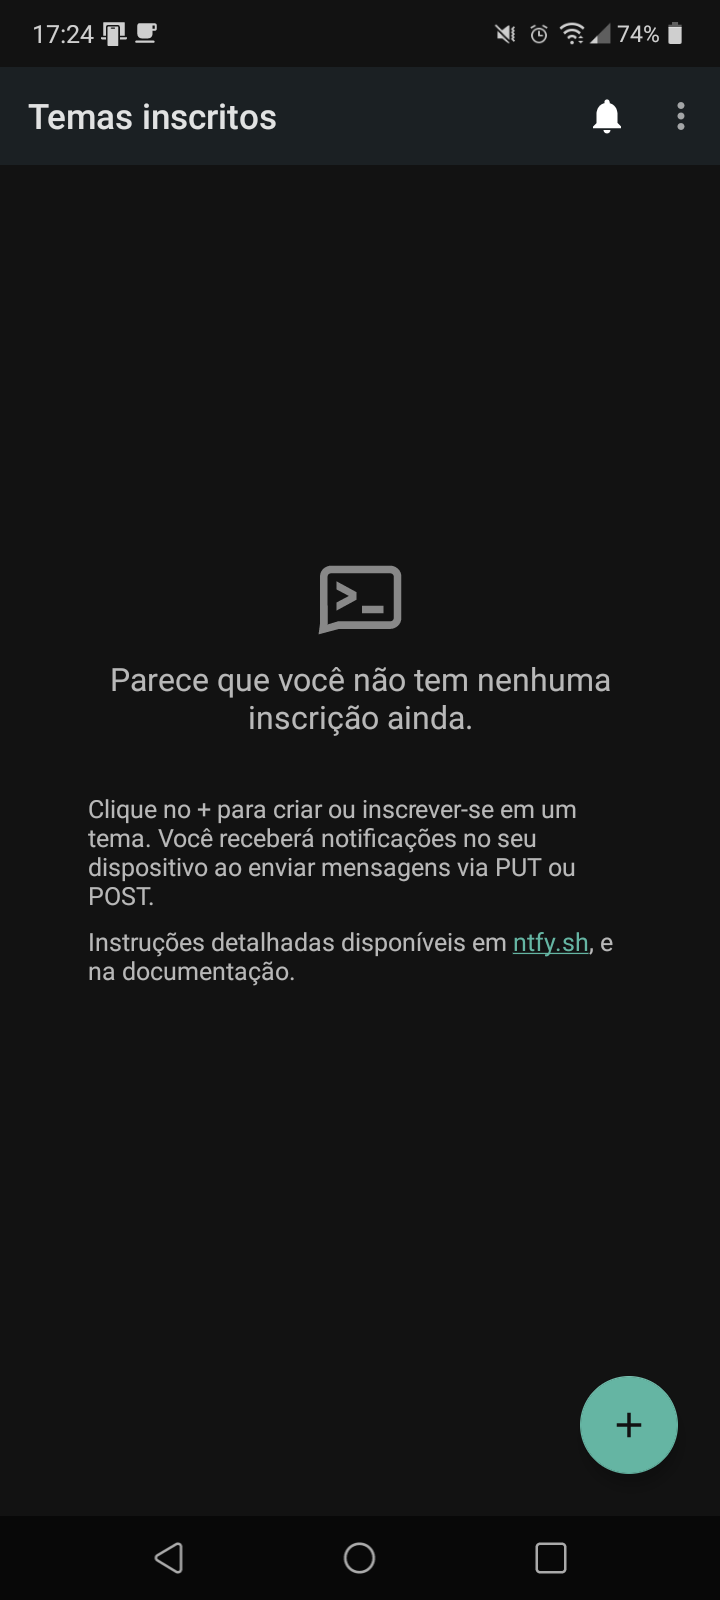 17:24
74%
Temas inscritos
Parece que você não tem nenhuma
inscrição ainda.
Clique no + para criar ou inscrever-se em um
tema. Você receberá notificações no seu
dispositivo ao enviar mensagens via PUT ou
POST.
Instruções detalhadas disponíveis em ntfy.sh, e
na documentação.
+